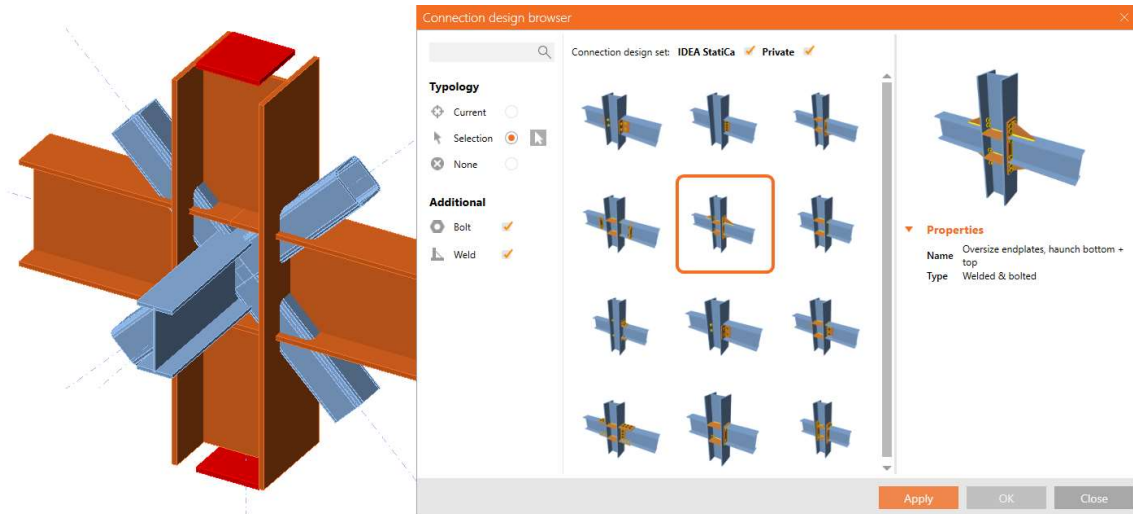 Connection design browser
Connection design set: IDEA StatiCa Private
Typology
Current
Selection
None
Additional
Bolt
Weld
Properties
Name Oversize endplates, haunch bottom +
top
Type Welded & bolted
Apply OK Close